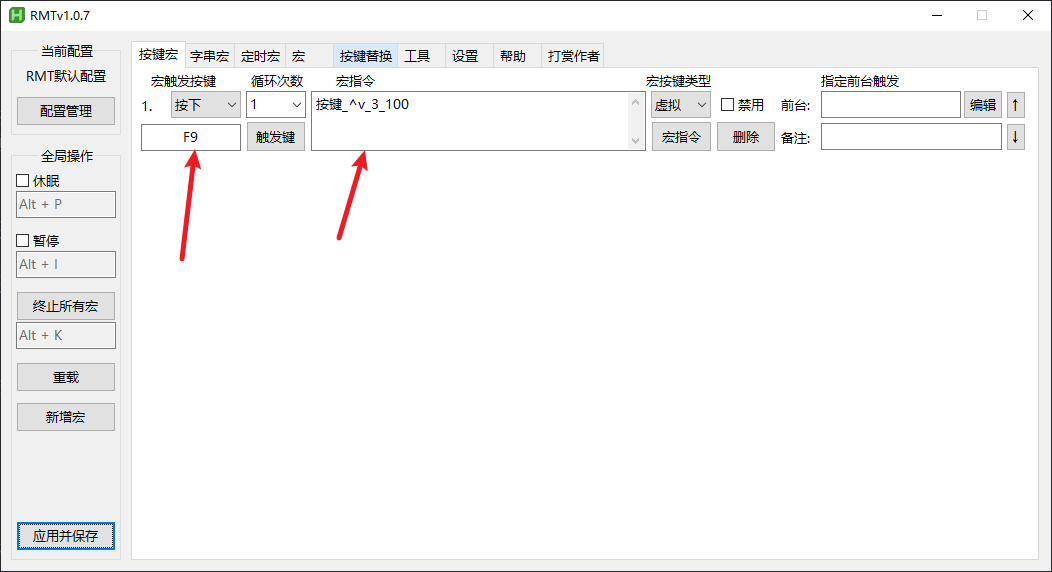 RMTv1.0.7
当前配置
RMT默认配置
配置管理
全局操作
休眠
Alt + P
暂停
Alt + I
终止所有宏
Alt + K
重载
新增宏
应用并保存
按键宏 字串宏 定时宏 宏 按键替换 工具 设置 帮助 打赏作者
宏触发按键 循环次数 宏指令 宏按键类型 指定前台触发
1. 按下 1 按键_^v_3_100 虚拟 禁用 前台: 编辑 ↑
F9 触发键 宏指令 删除 备注: ↓